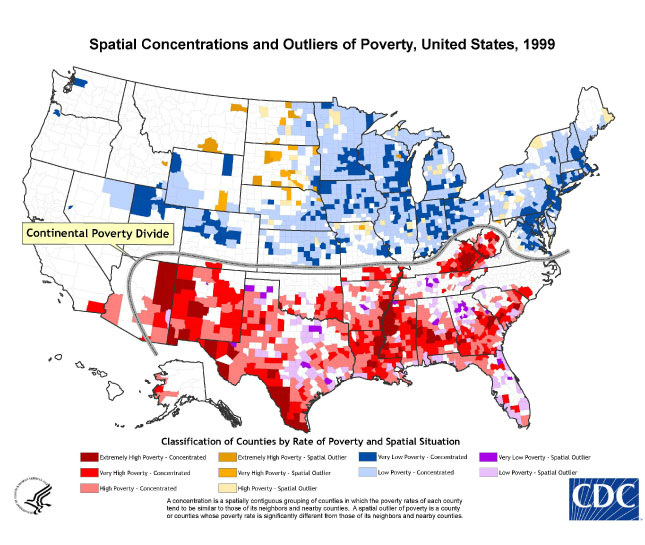 Spatial Concentrations and Outliers of Poverty, United States, 1999
Continental Poverty Divide
Classification of Counties by Rate of Poverty and Spatial Situation
Extremely High Poverty - Concentrated
Very High Poverty - Concentrated
High Poverty - Concentrated
Extremely High Poverty - Spatial Outlier
Very High Poverty - Spatial Outlier
High Poverty - Spatial Outlier
Very Low Poverty - Concentrated
Low Poverty - Concentrated
Very Low Poverty - Spatial Outlier
Low Poverty - Spatial Outlier
A concentration is a spatially contiguous grouping of counties in which the poverty rates of each county
tend to be similar to those of its neighbors and nearby counties. A spatial outlier of poverty is a county
or counties whose poverty rate is significantly different from those of its neighbors and nearby counties.
CDC